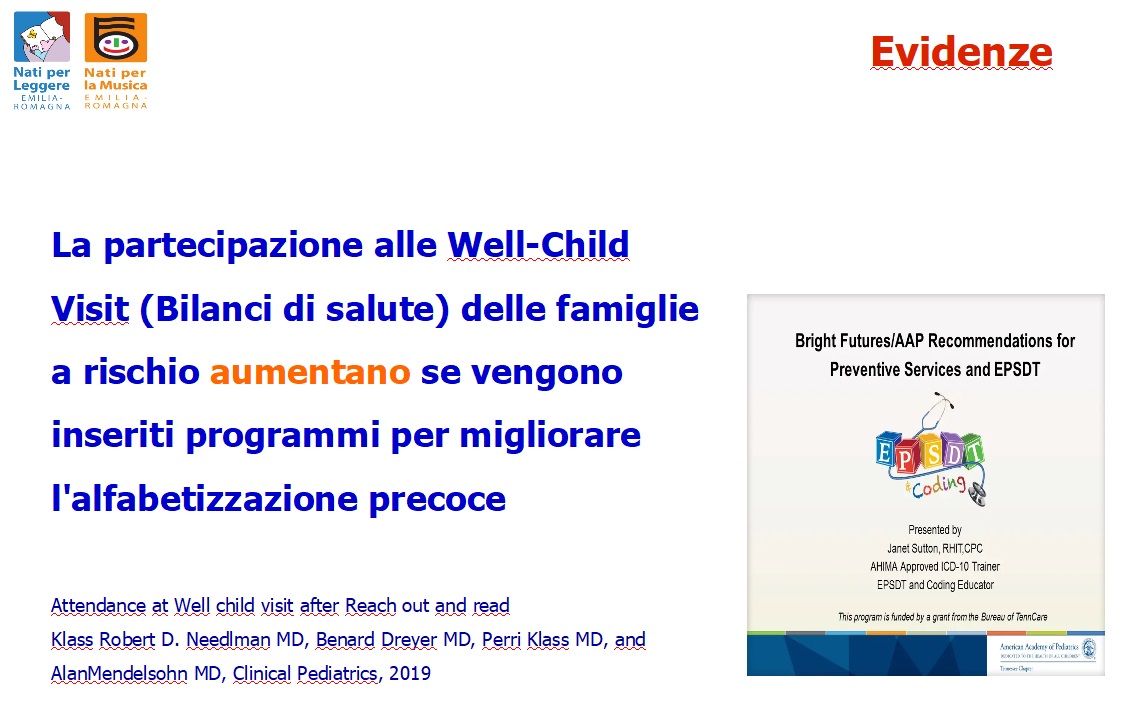 Nati per
Leggere
EMILIA-
ROMAGNA
Nati per
la Musica
EMILIA-
ROMAGNA
Evidenze
La partecipazione alle Well-Child
Visit (Bilanci di salute) delle famiglie
a rischio aumentano se vengono
inseriti programmi per migliorare
l'alfabetizzazione precoce
Attendance at Well child visit after Reach out and read
Klass Robert D. Needlman MD, Benard Dreyer MD, Perri Klass MD, and
AlanMendelsohn MD, Clinical Pediatrics, 2019
Bright Futures/AAP Recommendations for
Preventive Services and EPSDT
EPSDT
& Coding
Presented by
Janet Sutton, RHIT,CPC
AHIMA Approved ICD-10 Trainer
EPSDT and Coding Educator
This program is funded by a grant from the Bureau of TennCare
American Academy of Pediatrics
DEDICATED TO THE HEALTH OF ALL CHILDREN
Tennessee Chapter